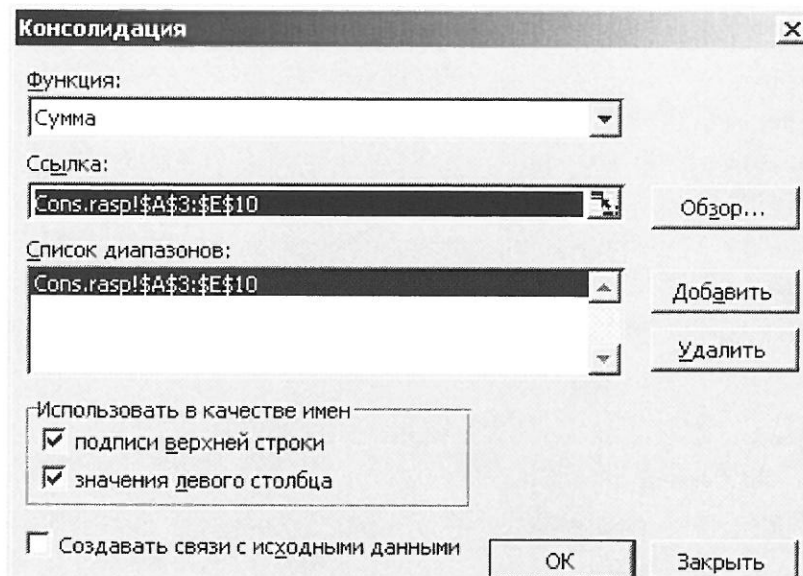 Консолидация
Функция:
Сумма
Ссылка:
Cons.rasp!$A$3:$E$10
Обзор...
Список диапазонов:
Cons.rasp!$A$3:$E$10
Добавить
Удалить
Использовать в качестве имен
подписи верхней строки
значения левого столбца
Создавать связи с исходными данными
ОК
Закрыть